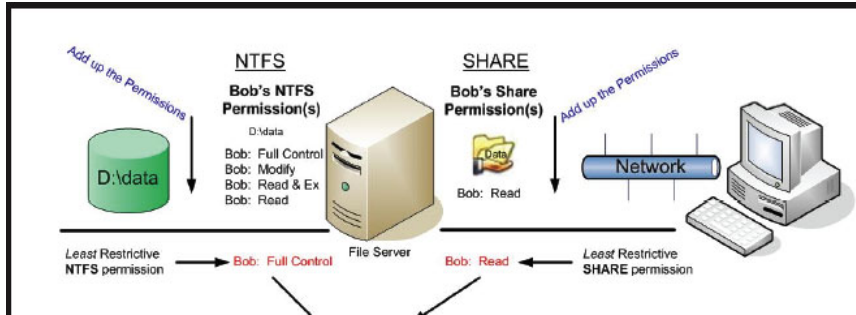 Add up the Permissions
NTFS
Bob's NTFS
Permission(s)
D:\data
Bob: Full Control
Bob: Modify
Bob: Read & Ex
Bob: Read
D:\data
File Server
SHARE
Bob's Share
Permission(s)
Data
Bob: Read
Add up the Permissions
Network
Least Restrictive
NTFS permission
Bob: Full Control
Bob: Read
Least Restrictive
SHARE permission